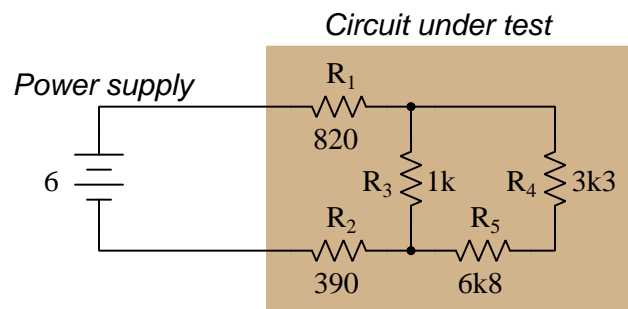 Circuit under test
Power supply
R1
820
6
R3 1k
R4 3k3
R2
390
R5
6k8